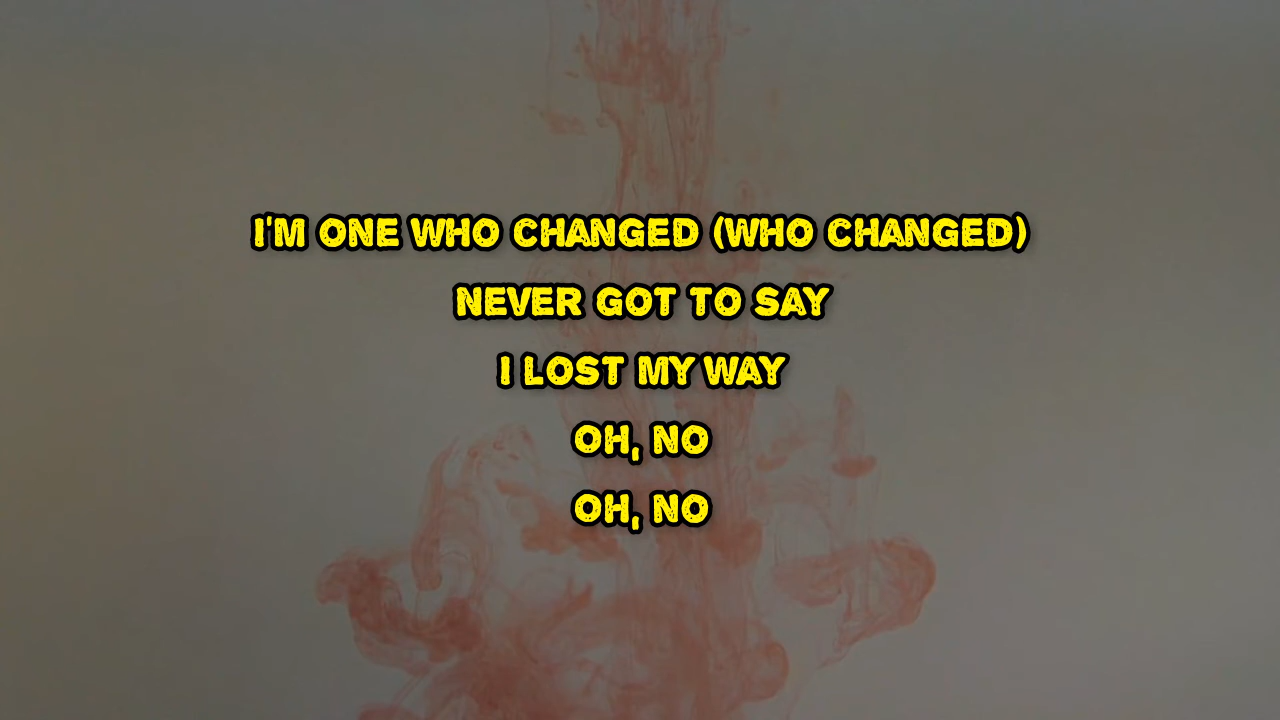 I'M ONE WHO CHANGED (WHO CHANGED)
NEVER GOT TO SAY
I LOST MY WAY
OH, NO
OH, NO